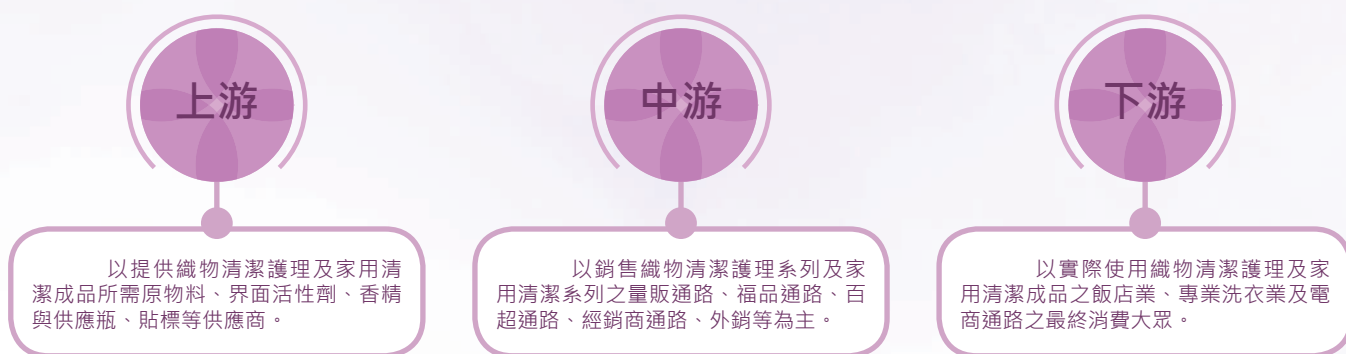 上游
以提供織物清潔護理及家用清
潔成品所需原物料、界面活性劑、香精
與供應瓶、貼標等供應商。
中游
以銷售織物清潔護理系列及家
用清潔系列之量販通路、福品通路、百
超通路、經銷商通路、外銷等為主。
下游
以實際使用織物清潔護理及家
用清潔成品之飯店業、專業洗衣業及電
商通路之最終消費大眾。